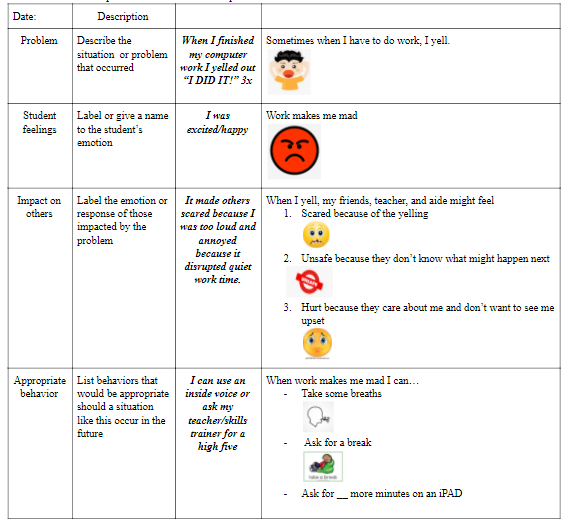 Date:
Description
Problem
Describe the
situation or problem
that occurred
When I finished
my computer
work I yelled out
"I DID IT!" 3x
Sometimes when I have to do work, I yell.
Student
feelings
Label or give a name
to the student's
emotion
I was
excited/happy
Work makes me mad
Impact on
others
Label the emotion or
response of those
impacted by the
problem
It made others
scared because I
was too loud and
annoyed
because it
disrupted quiet
work time.
When I yell, my friends, teacher, and aide might feel
1. Scared because of the yelling
2. Unsafe because they don't know what might happen next
3. Hurt because they care about me and don't want to see me
upset
Appropriate
behavior
List behaviors that
would be appropriate
should a situation
like this occur in the
future
I can use an
inside voice or
ask my
teacher/skills
trainer for a
high five
When work makes me mad I can…
- Take some breaths
- Ask for a break
- Ask for __ more minutes on an iPAD